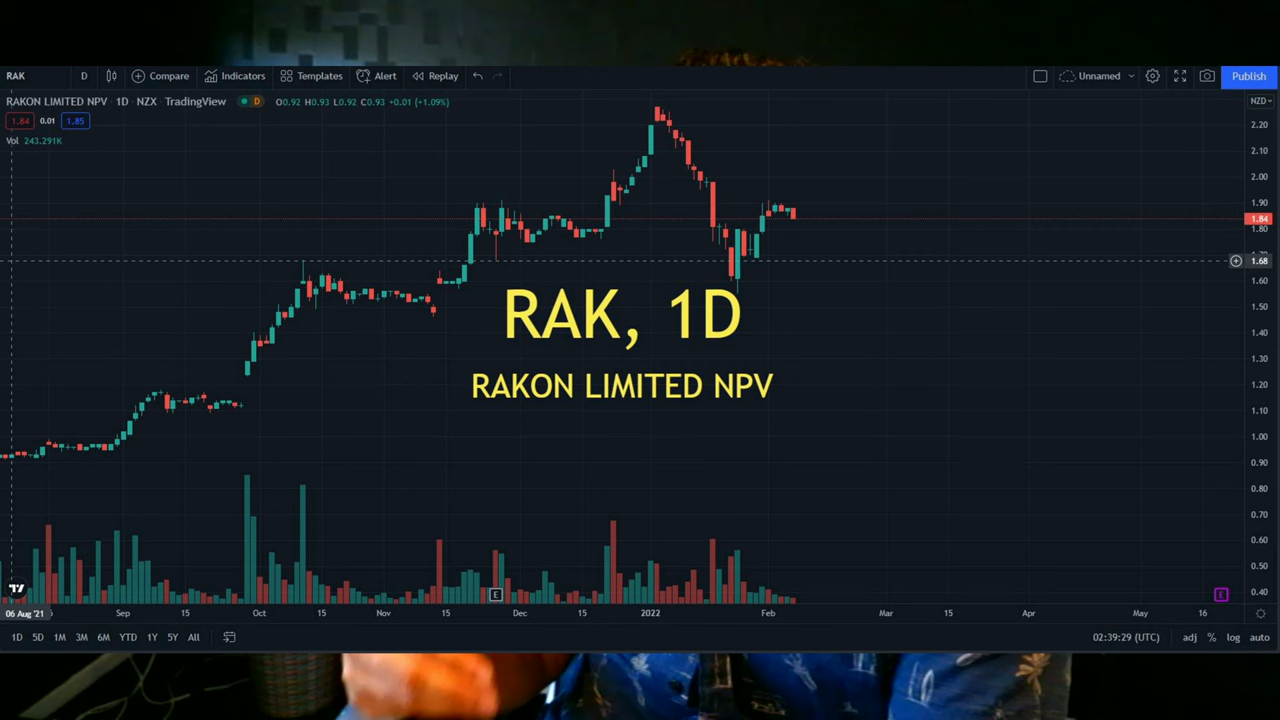 RAK D Compare Indicators Templates Alert Replay Unnamed Publish
RAKON LIMITED NPV · 1D · NZX · TradingView D O0.92 H0.93 L0.92 C0.93 +0.01 (+1.09%) NZD
1.84 0.01 1.85
Vol 243.291K
2.20
2.10
2.00
1.90
1.84
1.80
1.68
1.60
1.50
1.40
1.30
1.20
1.10
1.00
0.90
0.80
0.70
0.60
0.50
0.40
RAK, 1D
RAKON LIMITED NPV
E E
06 Aug '21 Sep 15 Oct 15 Nov 15 Dec 15 2022 Feb Mar 15 Apr May 16
1D 5D 1M 3M 6M YTD 1Y 5Y All 02:39:29 (UTC) adj % log auto